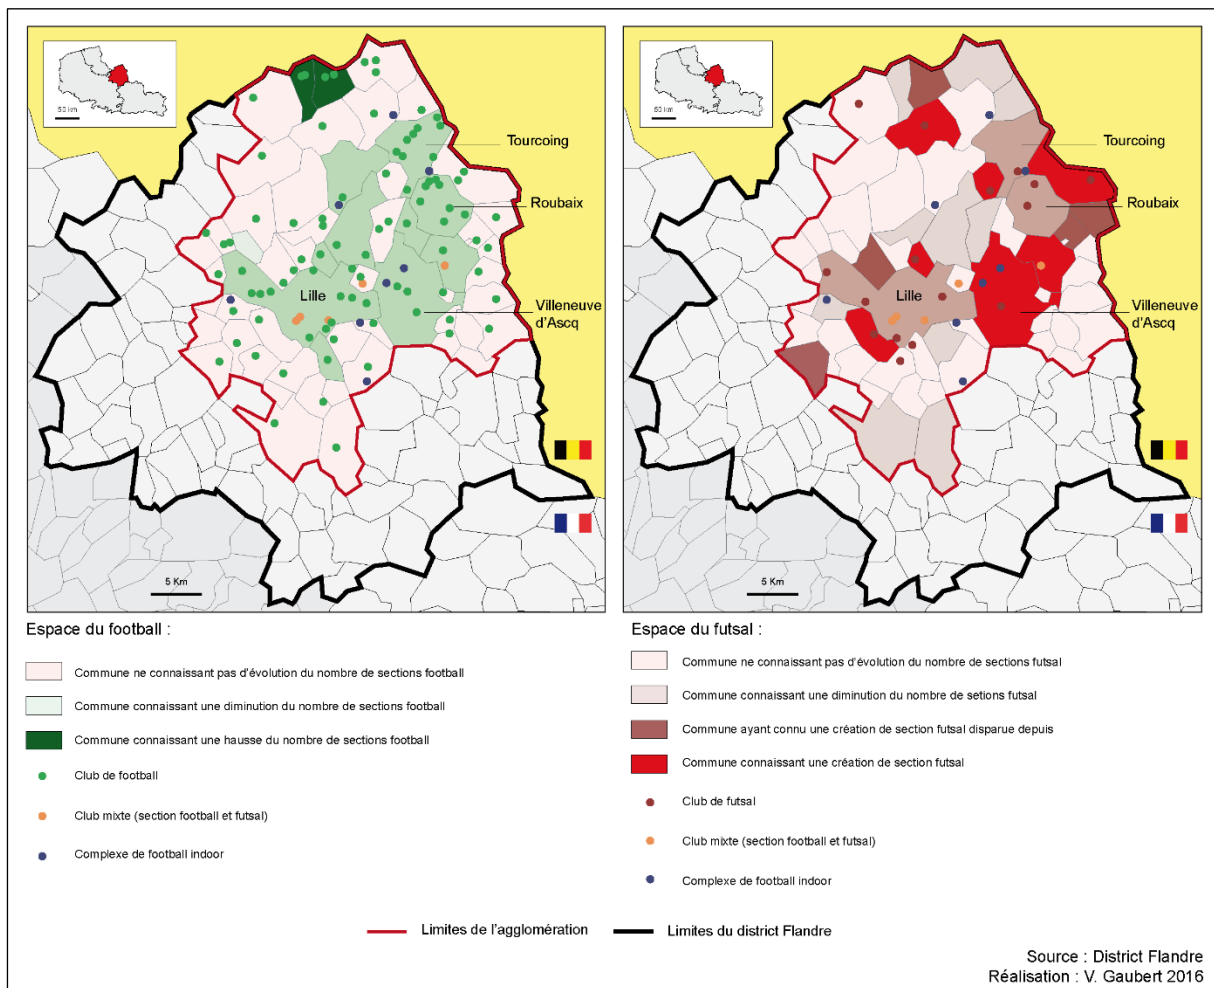 50 km
Tourcoing
Roubaix
Lille
Villeneuve
d'Ascq
5 Km
50 km
Tourcoing
Roubaix
Lille
Villeneuve
d'Ascq
5 Km
Espace du football :
Commune ne connaissant pas d'évolution du nombre de sections football
Commune connaissant une diminution du nombre de sections football
Commune connaissant une hausse du nombre de sections football
Club de football
Club mixte (section football et futsal)
Complexe de football indoor
Espace du futsal :
Commune ne connaissant pas d'évolution du nombre de sections futsal
Commune connaissant une diminution du nombre de setions futsal
Commune ayant connu une création de section futsal disparue depuis
Commune connaissant une création de section futsal
Club de futsal
Club mixte (section football et futsal)
Complexe de football indoor
Limites de l'agglomération
Limites du district Flandre
Source : District Flandre
Réalisation : V. Gaubert 2016